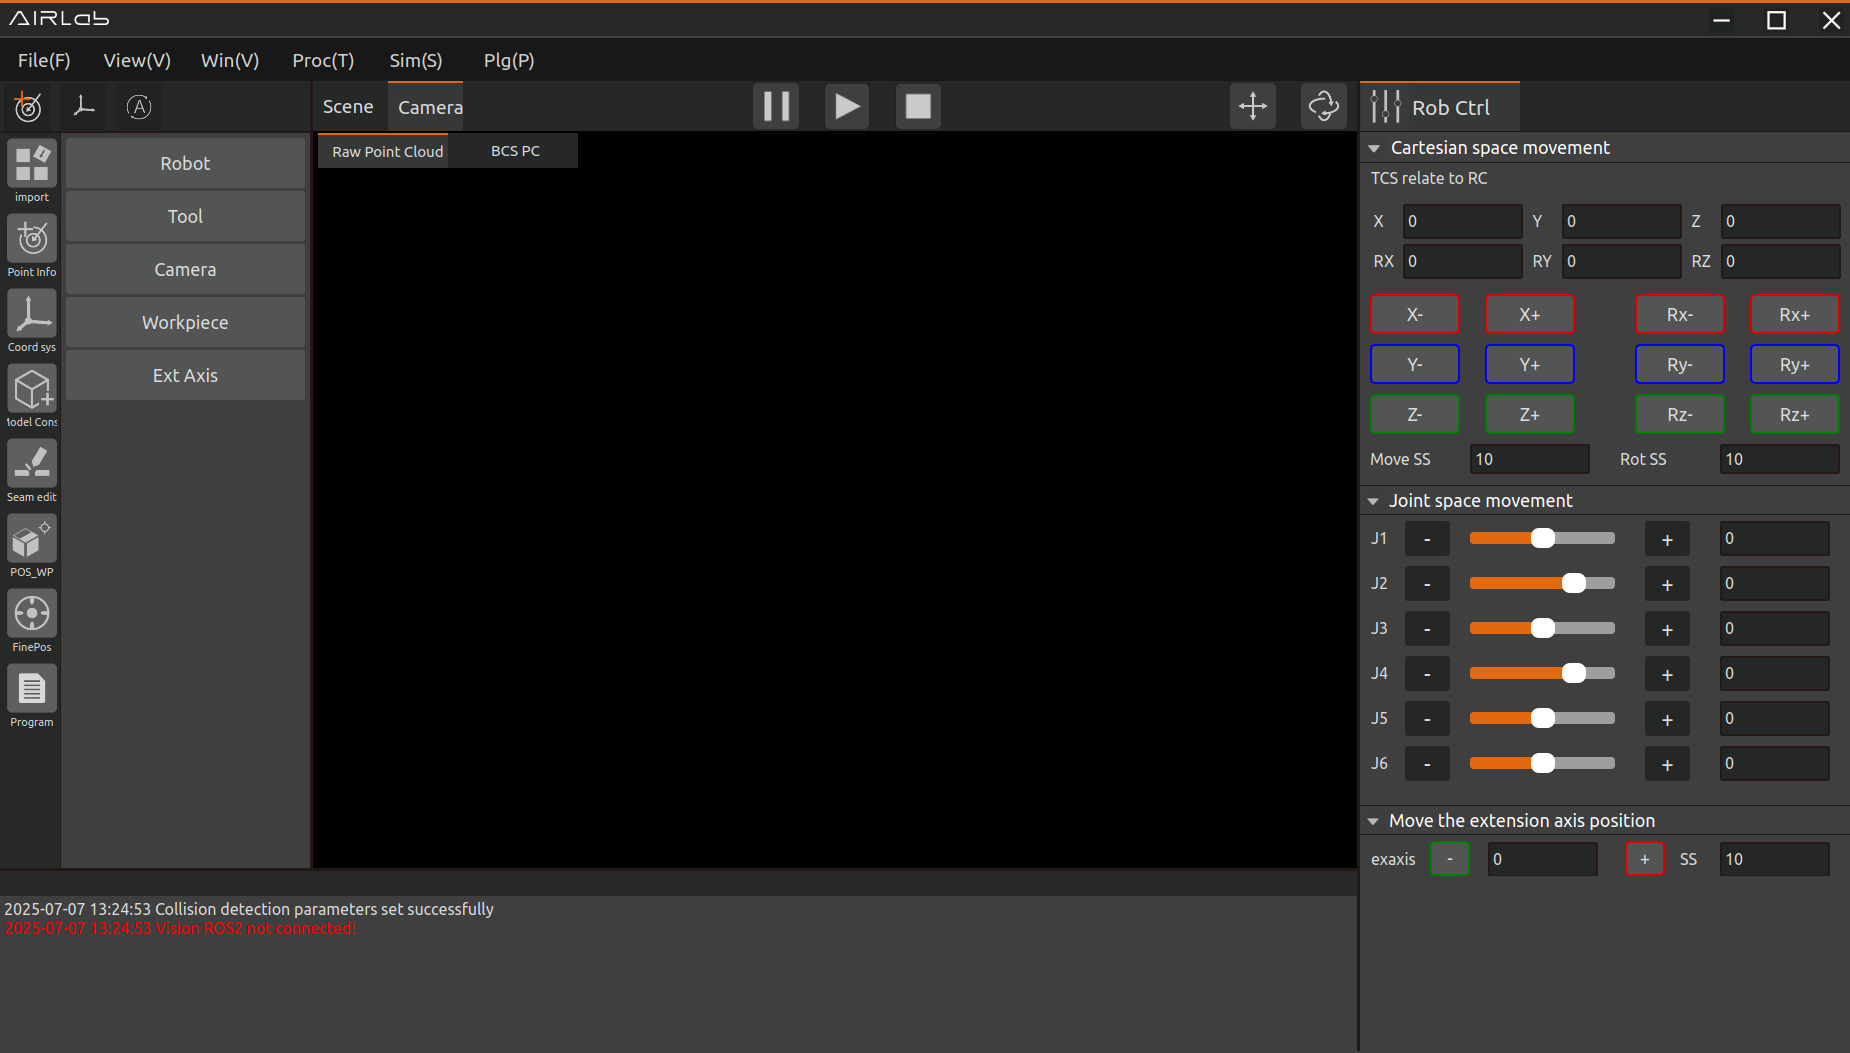 AIRLab
File(F) View(V) Win(V) Proc(T) Sim(S) Plg(P)
Scene Camera
Rob Ctrl
Raw Point Cloud BCS PC
import
Point Info
Coord sys
Model Cons
Seam edit
POS_WP
FinePos
Program
Robot
Tool
Camera
Workpiece
Ext Axis
Cartesian space movement
TCS relate to RC
X 0 Y 0 Z 0
RX 0 RY 0 RZ 0
X- X+ Rx- Rx+
Y- Y+ Ry- Ry+
Z- Z+ Rz- Rz+
Move SS 10 Rot SS 10
Joint space movement
J1 - + 0
J2 - + 0
J3 - + 0
J4 - + 0
J5 - + 0
J6 - + 0
Move the extension axis position
exaxis - 0 + SS 10
2025-07-07 13:24:53 Collision detection parameters set successfully
2025-07-07 13:24:53 Vision ROS2 not connected!